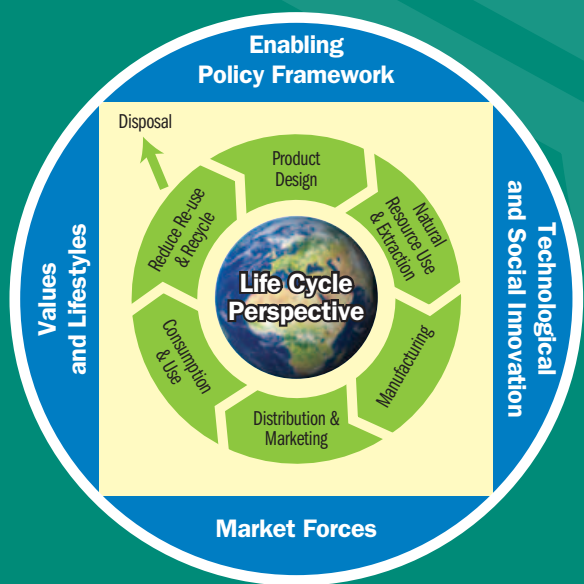 Enabling
Policy Framework
Disposal
Product
Design
Natural
Resource Use
& Extraction
Manufacturing
Distribution &
Marketing
Consumption
& Use
Reduce Re-use
& Recycle
Life Cycle
Perspective
Values
and Lifestyles
Technological
and Social Innovation
Market Forces